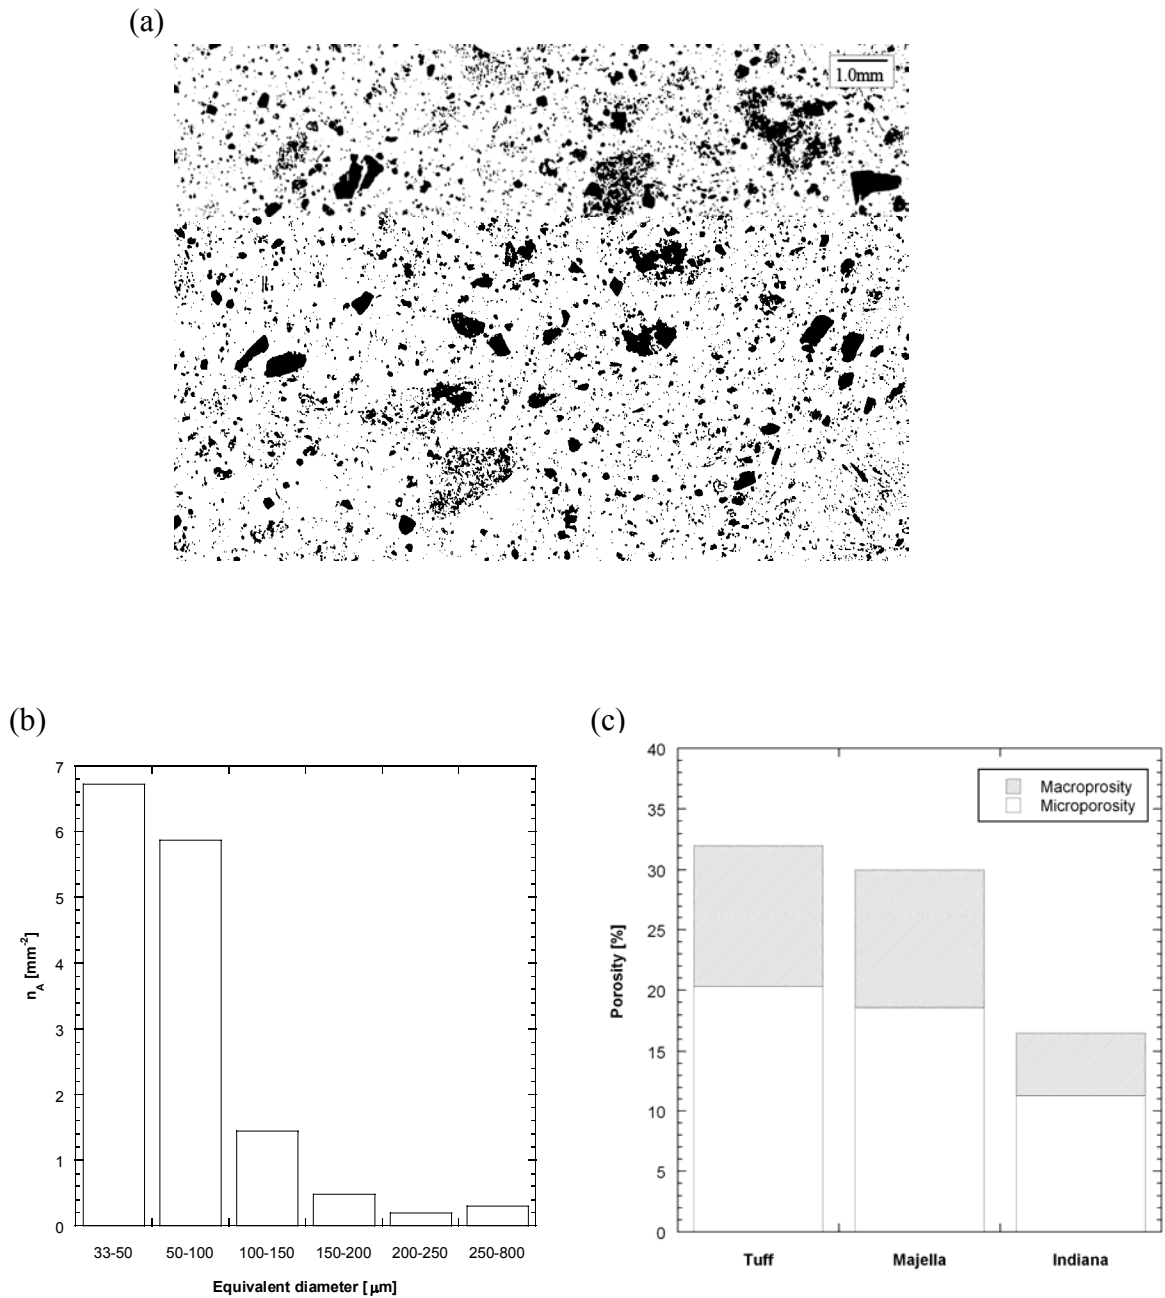 (a)
1.0mm
(b)
7
6
5
4
3
2
1
0
n_A [mm^-2]
33-50 50-100 100-150 150-200 200-250 250-800
Equivalent diameter [ μm]
(c)
40
35
30
25
20
15
10
5
0
Porosity [%]
Macroprosity
Microporosity
Tuff Majella Indiana